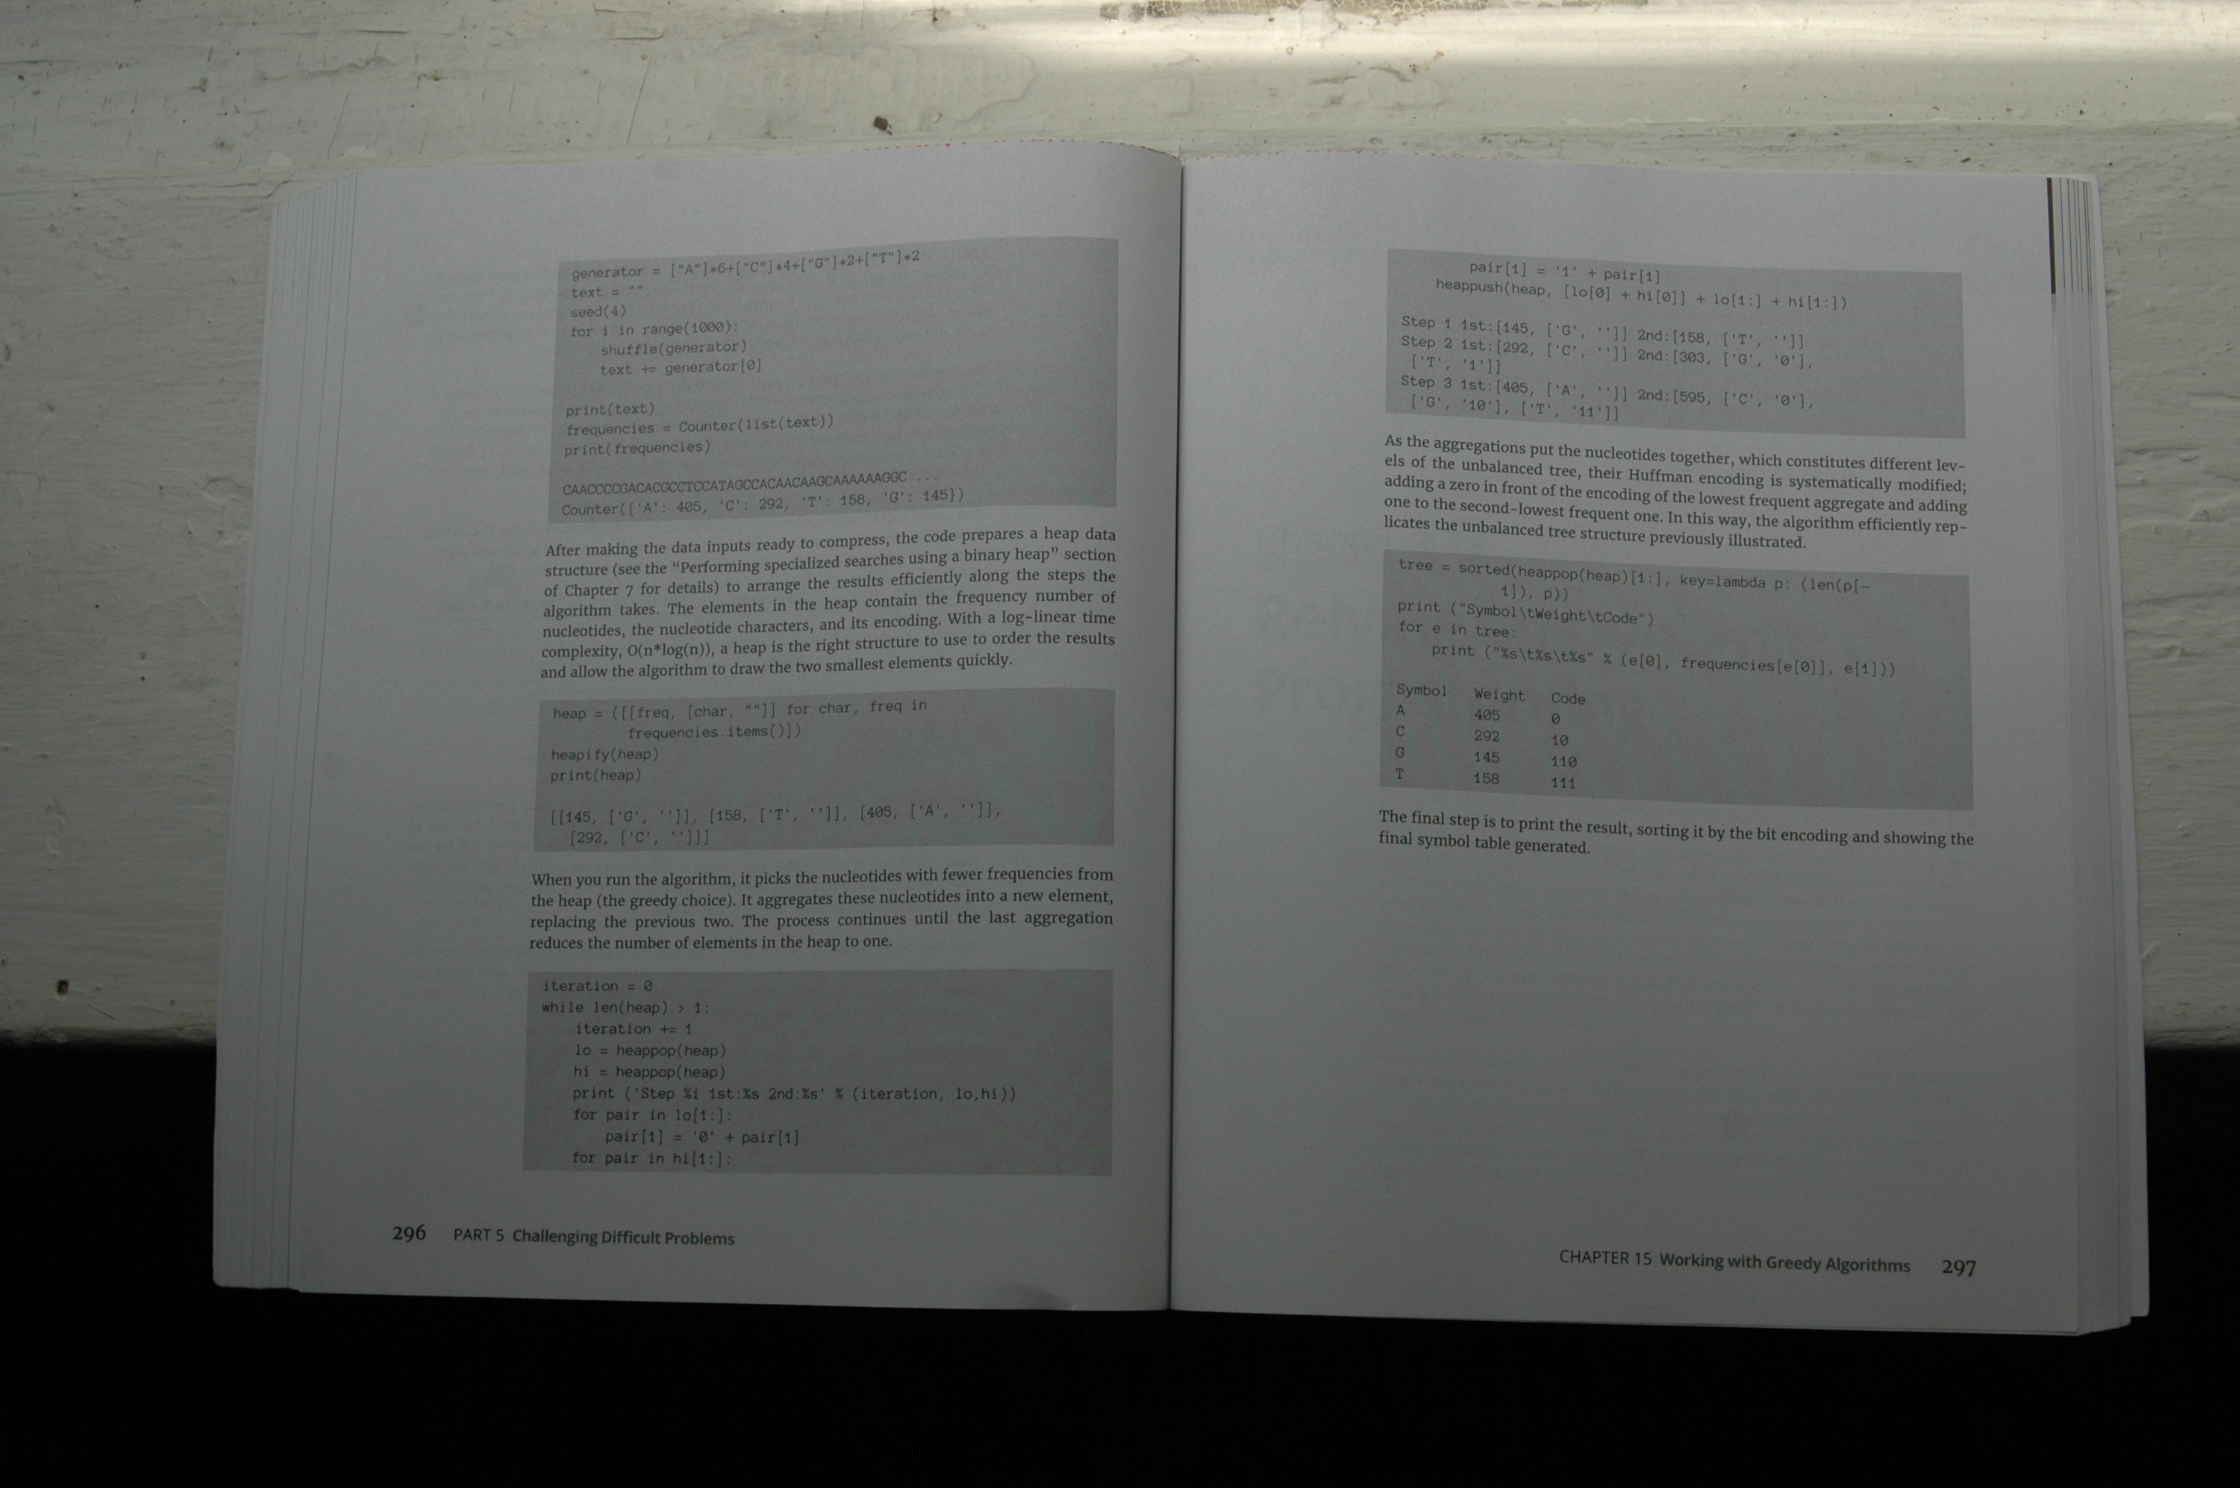 generator = ["A"]*6+["C"]*4+["G"]*2+["T"]*2
text = ""
seed(4)
for i in range(1000):
    shuffle(generator)
    text += generator[0]
print(text)
frequencies = Counter(list(text))
print(frequencies)
CAACCCCGACACGCCTCCATAGCCACAACAAGCAAAAAAGGC ...
Counter({'A': 405, 'C': 292, 'T': 158, 'G': 145})
After making the data inputs ready to compress, the code prepares a heap data
structure (see the “Performing specialized searches using a binary heap” section
of Chapter 7 for details) to arrange the results efficiently along the steps the
algorithm takes. The elements in the heap contain the frequency number of
nucleotides, the nucleotide characters, and its encoding. With a log-linear time
complexity, O(n*log(n)), a heap is the right structure to use to order the results
and allow the algorithm to draw the two smallest elements quickly.
heap = ([[freq, [char, ""]] for char, freq in
    frequencies.items()])
heapify(heap)
print(heap)
[[145, ['G', '']], [158, ['T', '']], [405, ['A', '']],
 [292, ['C', '']]]
When you run the algorithm, it picks the nucleotides with fewer frequencies from
the heap (the greedy choice). It aggregates these nucleotides into a new element,
replacing the previous two. The process continues until the last aggregation
reduces the number of elements in the heap to one.
iteration = 0
while len(heap) > 1:
    iteration += 1
    lo = heappop(heap)
    hi = heappop(heap)
    print ('Step %i 1st:%s 2nd:%s' % (iteration, lo,hi))
    for pair in lo[1:]:
        pair[1] = '0' + pair[1]
    for pair in hi[1:]:
296 PART 5 Challenging Difficult Problems
        pair[1] = '1' + pair[1]
    heappush(heap, [lo[0] + hi[0]] + lo[1:] + hi[1:])
Step 1 1st:[145, ['G', '']] 2nd:[158, ['T', '']]
Step 2 1st:[292, ['C', '']] 2nd:[303, ['G', '0'],
 ['T', '1']]
Step 3 1st:[405, ['A', '']] 2nd:[595, ['C', '0'],
 ['G', '10'], ['T', '11']]
As the aggregations put the nucleotides together, which constitutes different lev-
els of the unbalanced tree, their Huffman encoding is systematically modified;
adding a zero in front of the encoding of the lowest frequent aggregate and adding
one to the second-lowest frequent one. In this way, the algorithm efficiently rep-
licates the unbalanced tree structure previously illustrated.
tree = sorted(heappop(heap)[1:], key=lambda p: (len(p[-
    1]), p))
print ("Symbol\tWeight\tCode")
for e in tree:
    print ("%s\t%s\t%s" % (e[0], frequencies[e[0]], e[1]))
Symbol Weight Code
A 405 0
C 292 10
G 145 110
T 158 111
The final step is to print the result, sorting it by the bit encoding and showing the
final symbol table generated.
CHAPTER 15 Working with Greedy Algorithms 297